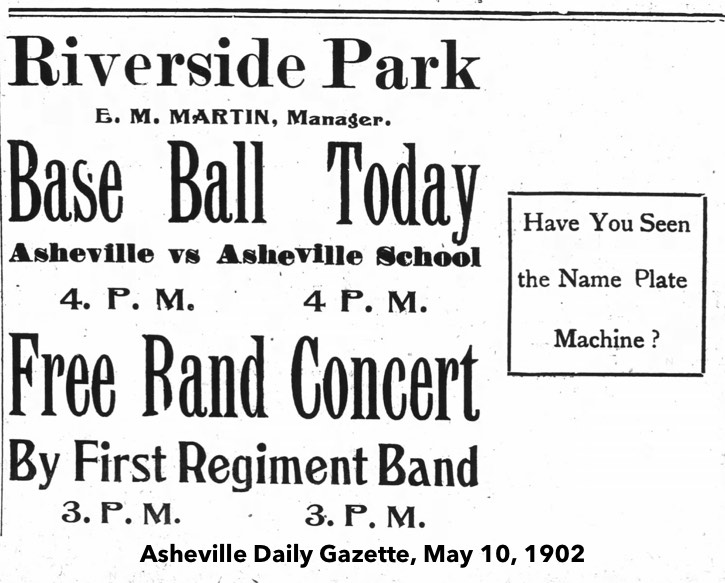 Riverside Park
E. M. MARTIN, Manager.
Base Ball Today
Asheville vs Asheville School
4. P. M. 4 P. M.
Free Band Concert
By First Regiment Band
3. P. M. 3. P. M.
Have You Seen
the Name Plate
Machine ?
Asheville Daily Gazette, May 10, 1902